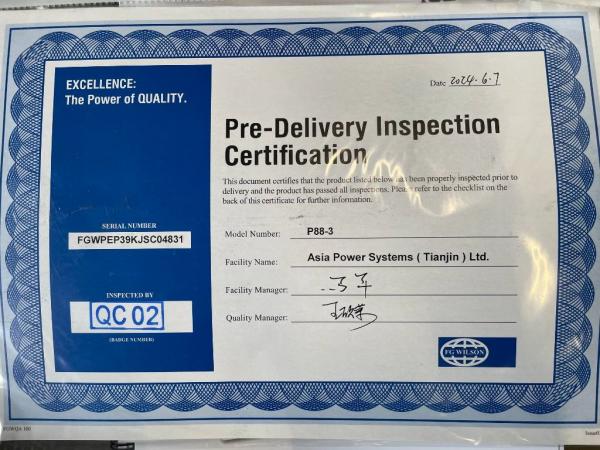 EXCELLENCE:
The Power of QUALITY.
Date 2024.6.7
Pre-Delivery Inspection
Certification
This document certifies that the product listed below has been properly inspected prior to
delivery and the product has passed all inspections. Please refer to the checklist on the
back of this certificate for further information.
SERIAL NUMBER
FGWPEP39KJSC04831
Model Number: P88-3
Facility Name: Asia Power Systems ( Tianjin ) Ltd.
Facility Manager:
INSPECTED BY
QC 02
(BADGE NUMBER)
Quality Manager:
FG WILSON
FGWQA 100